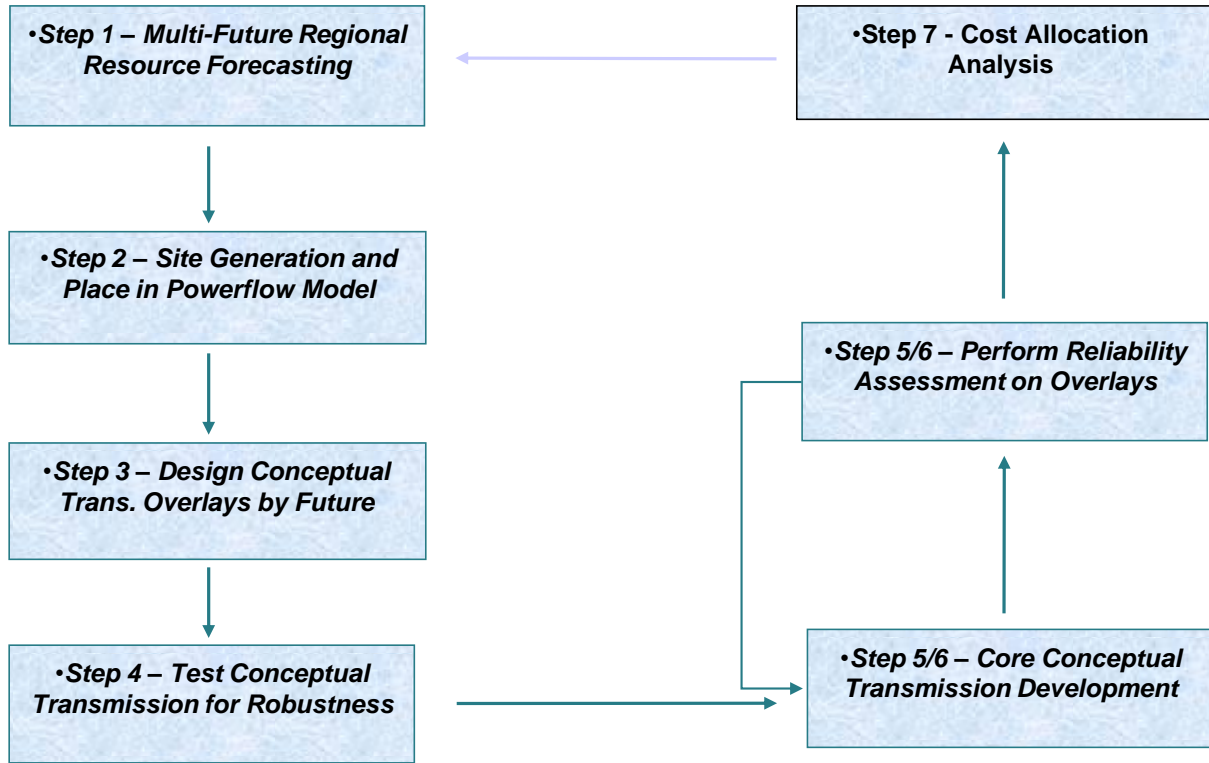 •Step 1 – Multi-Future Regional
Resource Forecasting
•Step 2 – Site Generation and
Place in Powerflow Model
•Step 3 – Design Conceptual
Trans. Overlays by Future
•Step 4 – Test Conceptual
Transmission for Robustness
•Step 5/6 – Core Conceptual
Transmission Development
•Step 5/6 – Perform Reliability
Assessment on Overlays
•Step 7 - Cost Allocation
Analysis